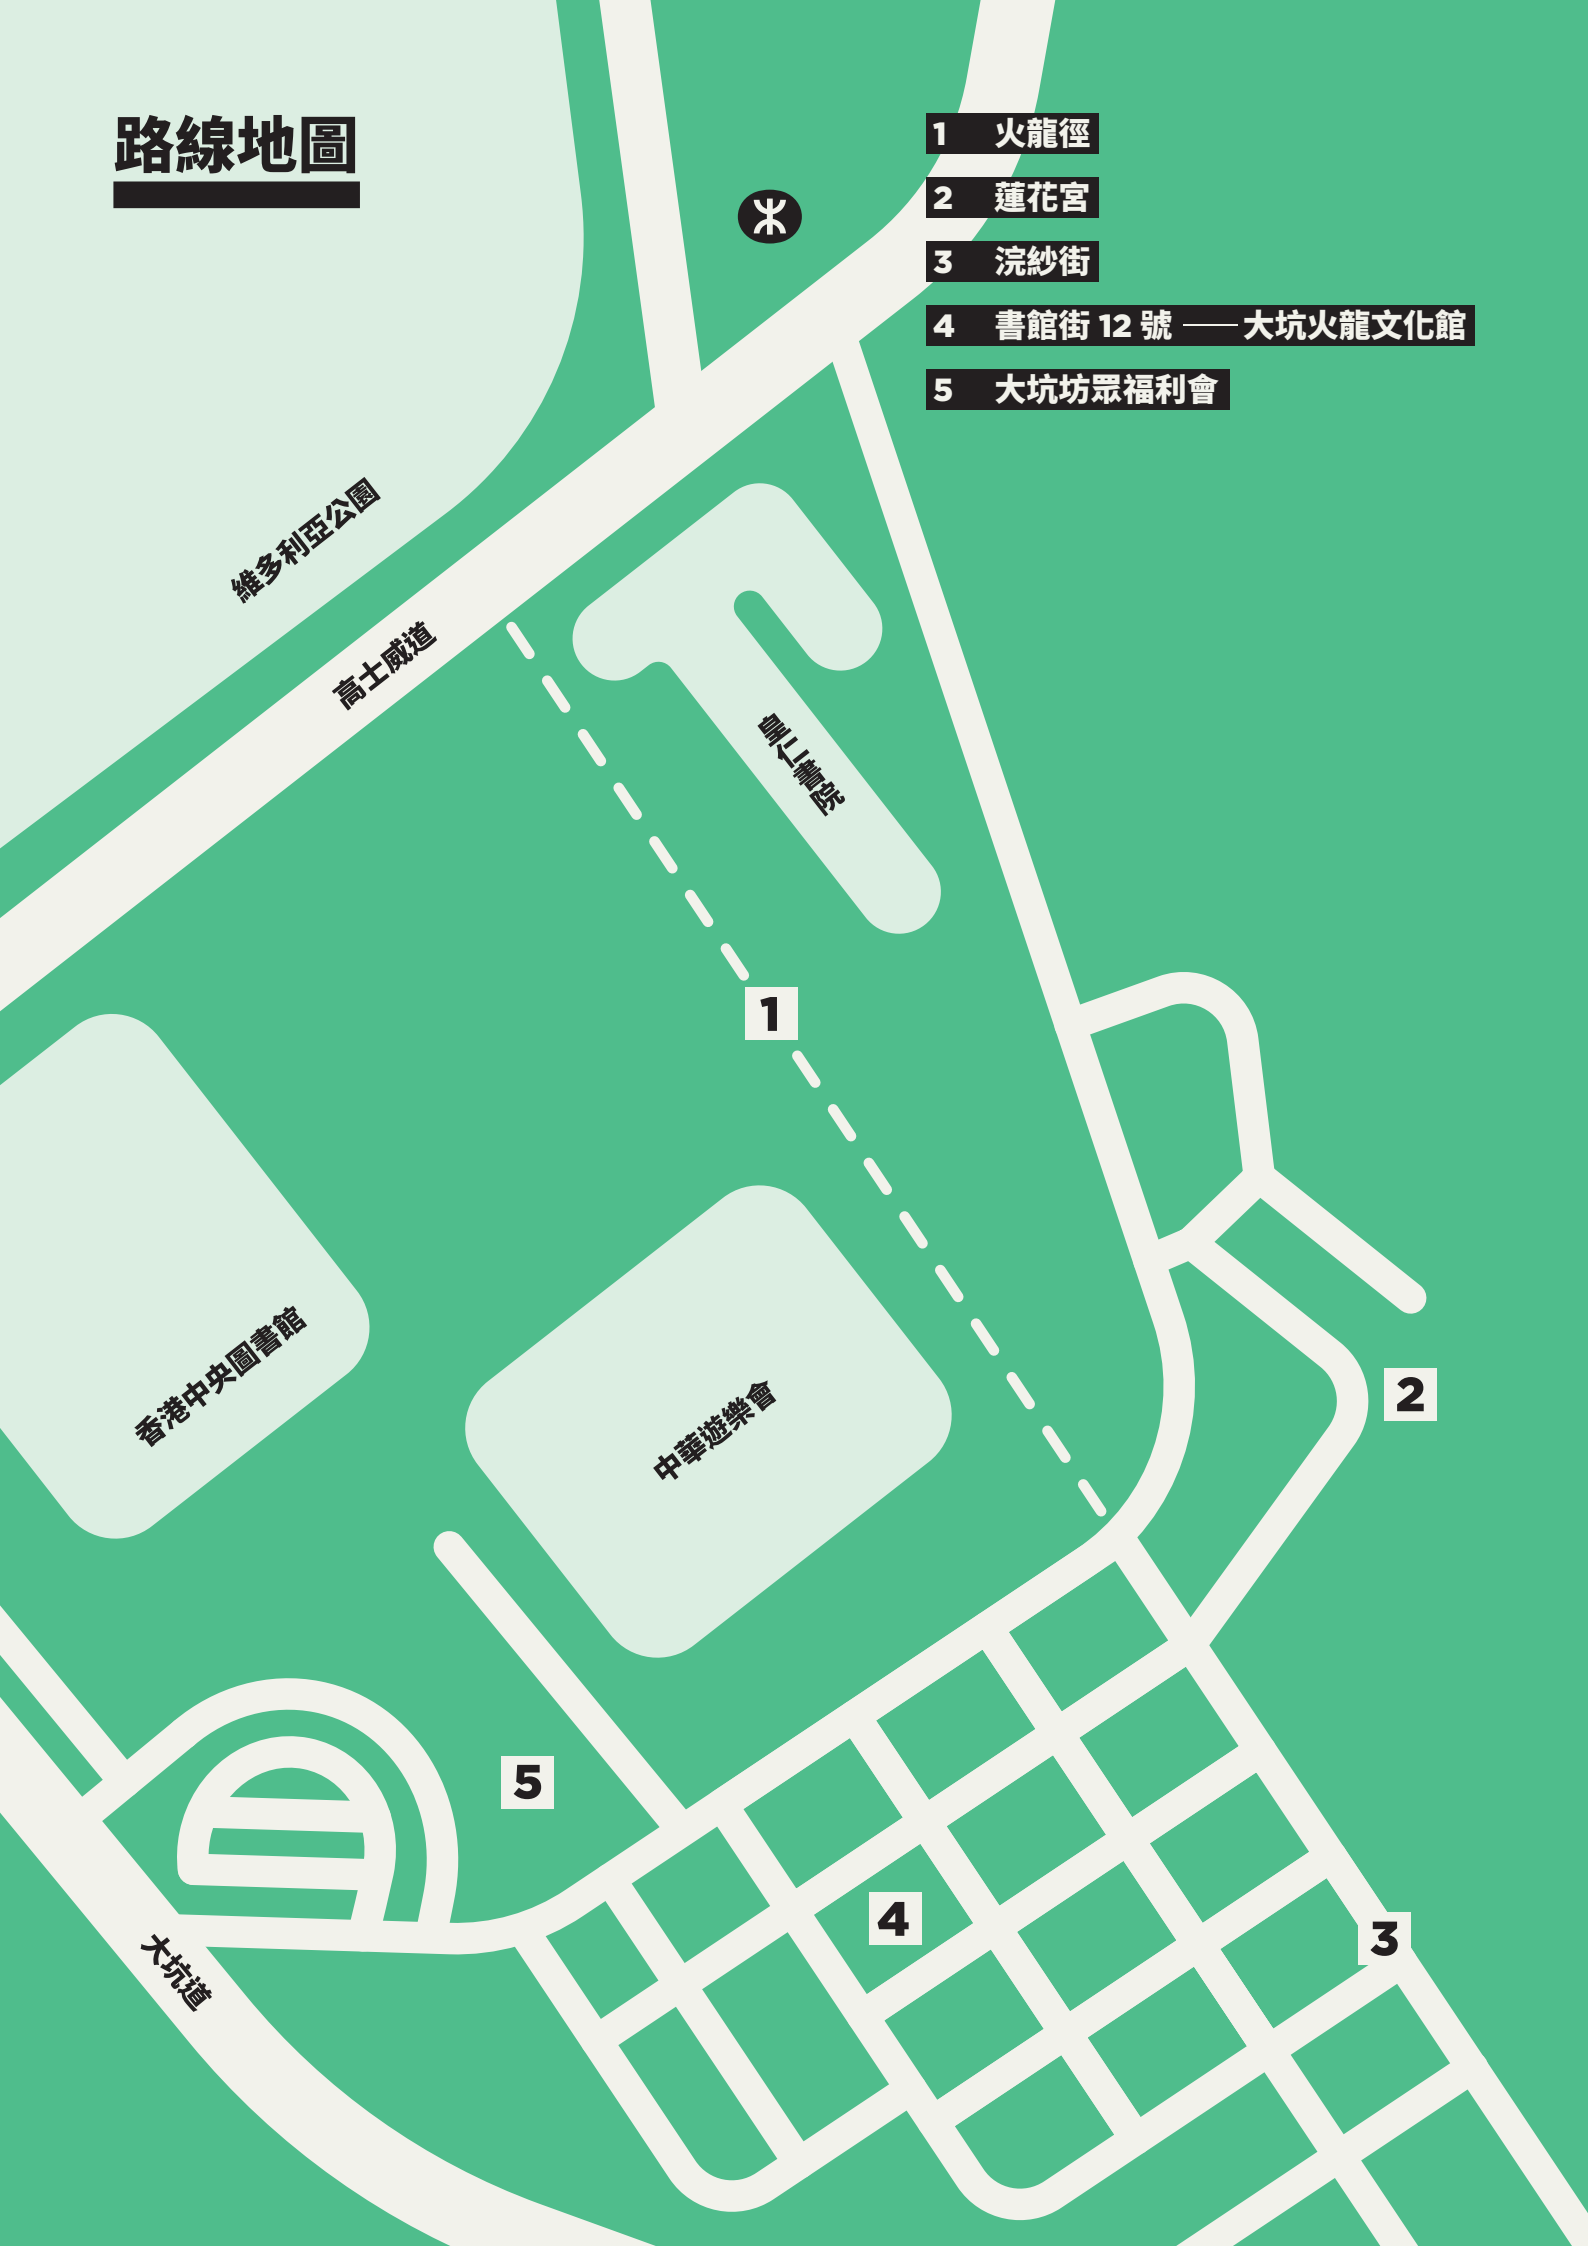 路線地圖
1 火龍徑
2 蓮花宮
3 浣紗街
4 書館街 12 號 ——大坑火龍文化館
5 大坑坊眾福利會
維多利亞公園
高士威道
皇仁書院
1
香港中央圖書館
中華遊樂會
2
5
4
3
大坑道